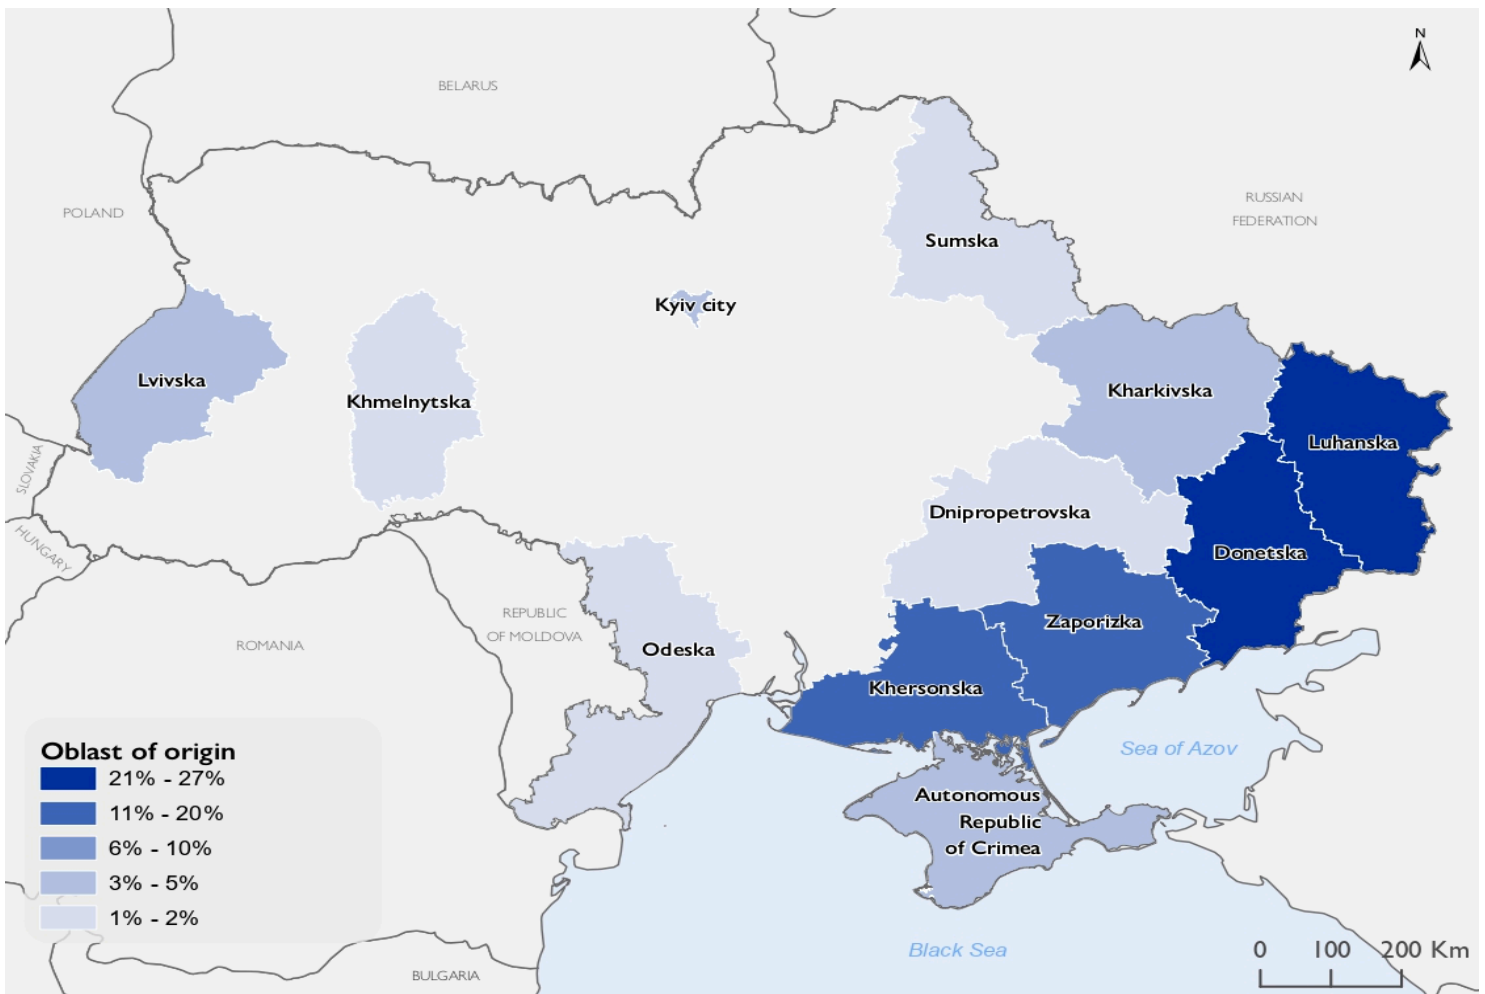 N
BELARUS
POLAND
RUSSIAN
FEDERATION
Sumska
Kyiv city
Lvivska
Khmelnytska
Kharkivska
Luhanska
SLOVAKIA
HUNGARY
Dnipropetrovska
Donetska
REPUBLIC
OF MOLDOVA
ROMANIA
Odeska
Zaporizka
Khersonska
Sea of Azov
Autonomous
Republic
of Crimea
Oblast of origin
21% - 27%
11% - 20%
6% - 10%
3% - 5%
1% - 2%
Black Sea
BULGARIA
0 100 200 Km